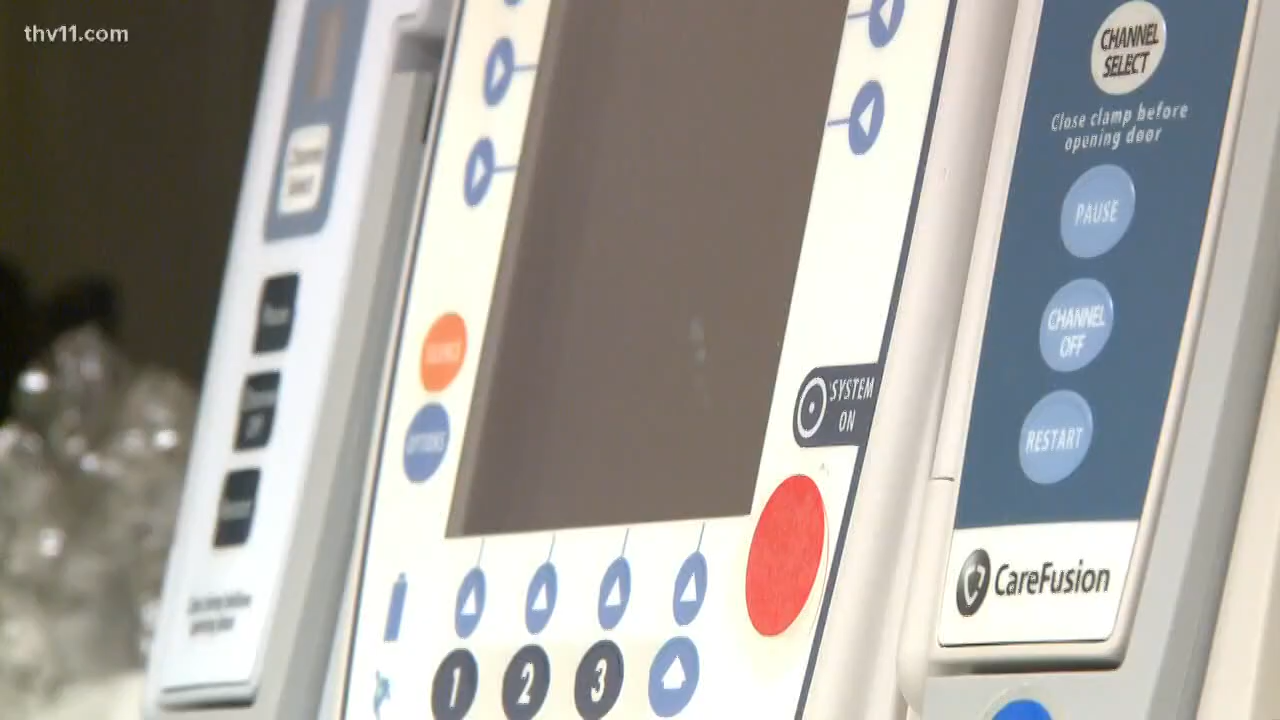 thv11.com
CHANNEL
SELECT
Close clamp before
opening door
PAUSE
CHANNEL
OFF
RESTART
SYSTEM
ON
OPTIONS
CareFusion
1
2
3